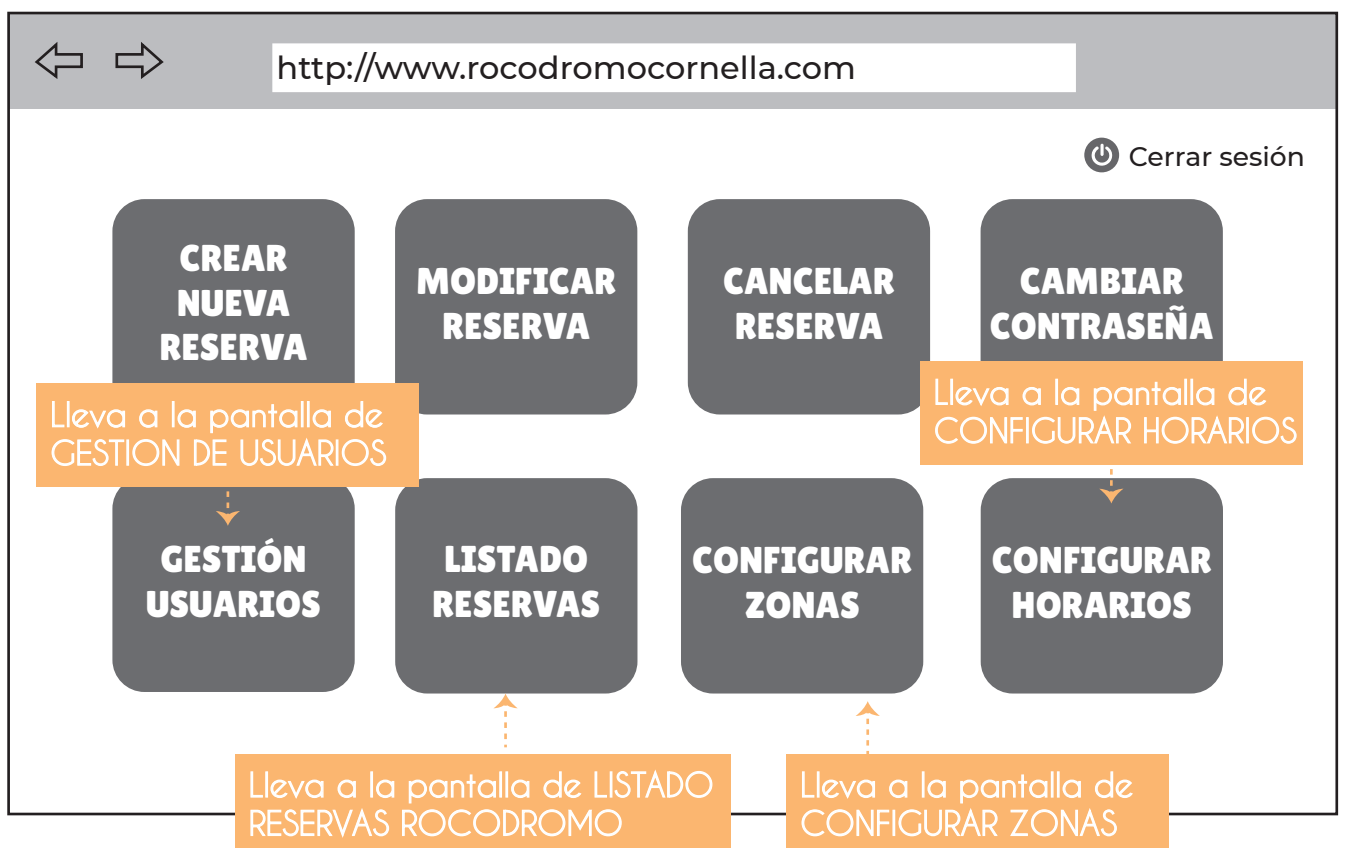 http://www.rocodromocornella.com
Cerrar sesión
CREAR
NUEVA
RESERVA
MODIFICAR
RESERVA
CANCELAR
RESERVA
CAMBIAR
CONTRASEÑA
Lleva a la pantalla de
GESTION DE USUARIOS
Lleva a la pantalla de
CONFIGURAR HORARIOS
GESTIÓN
USUARIOS
LISTADO
RESERVAS
CONFIGURAR
ZONAS
CONFIGURAR
HORARIOS
Lleva a la pantalla de LISTADO
RESERVAS ROCODROMO
Lleva a la pantalla de
CONFIGURAR ZONAS